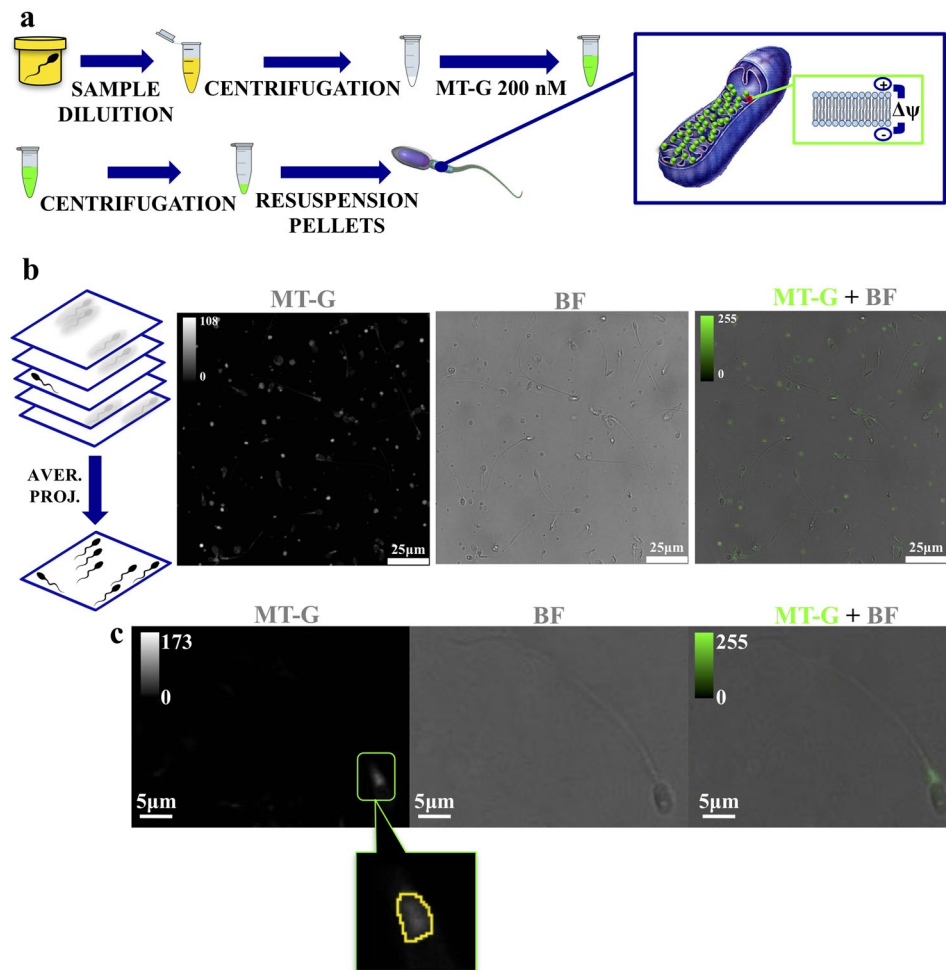 a
SAMPLE
DILUITION
CENTRIFUGATION
MT-G 200 nM
+
Δψ
-
CENTRIFUGATION
RESUSPENSION
PELLETS
b
MT-G
BF
MT-G + BF
108
0
255
0
AVER.
PROJ.
25µm
25µm
25µm
c
MT-G
BF
MT-G + BF
173
0
255
0
5µm
5µm
5µm